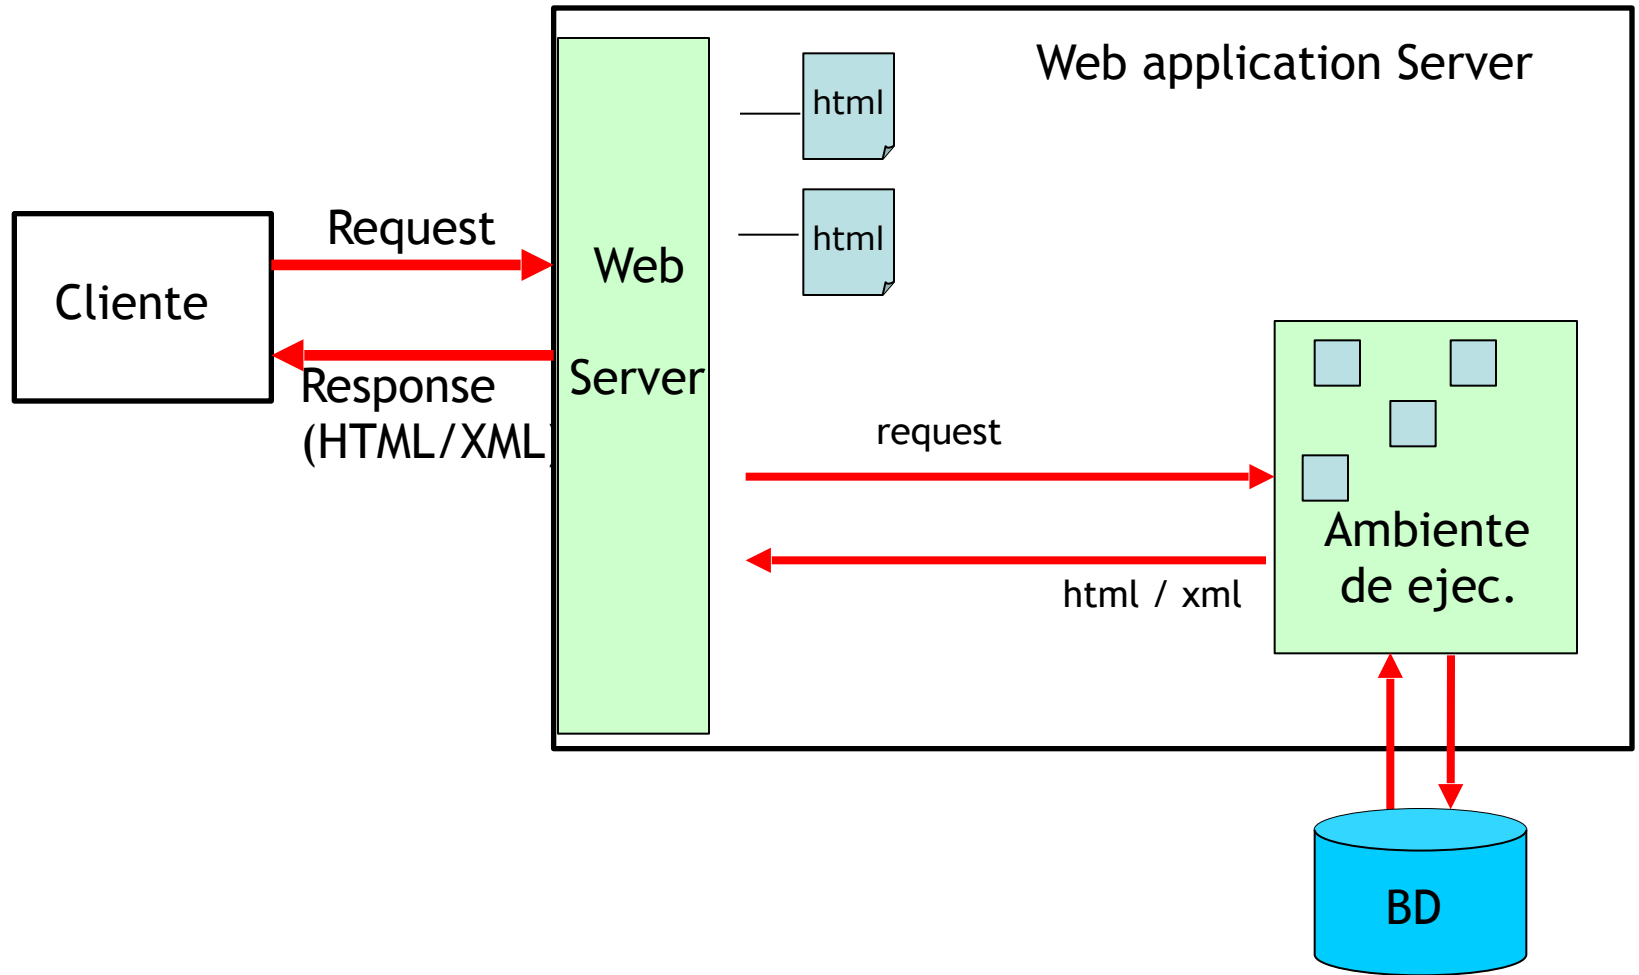 Web application Server
html
html
Request
Cliente
Web
Server
Response
(HTML/XML)
request
html / xml
Ambiente
de ejec.
BD